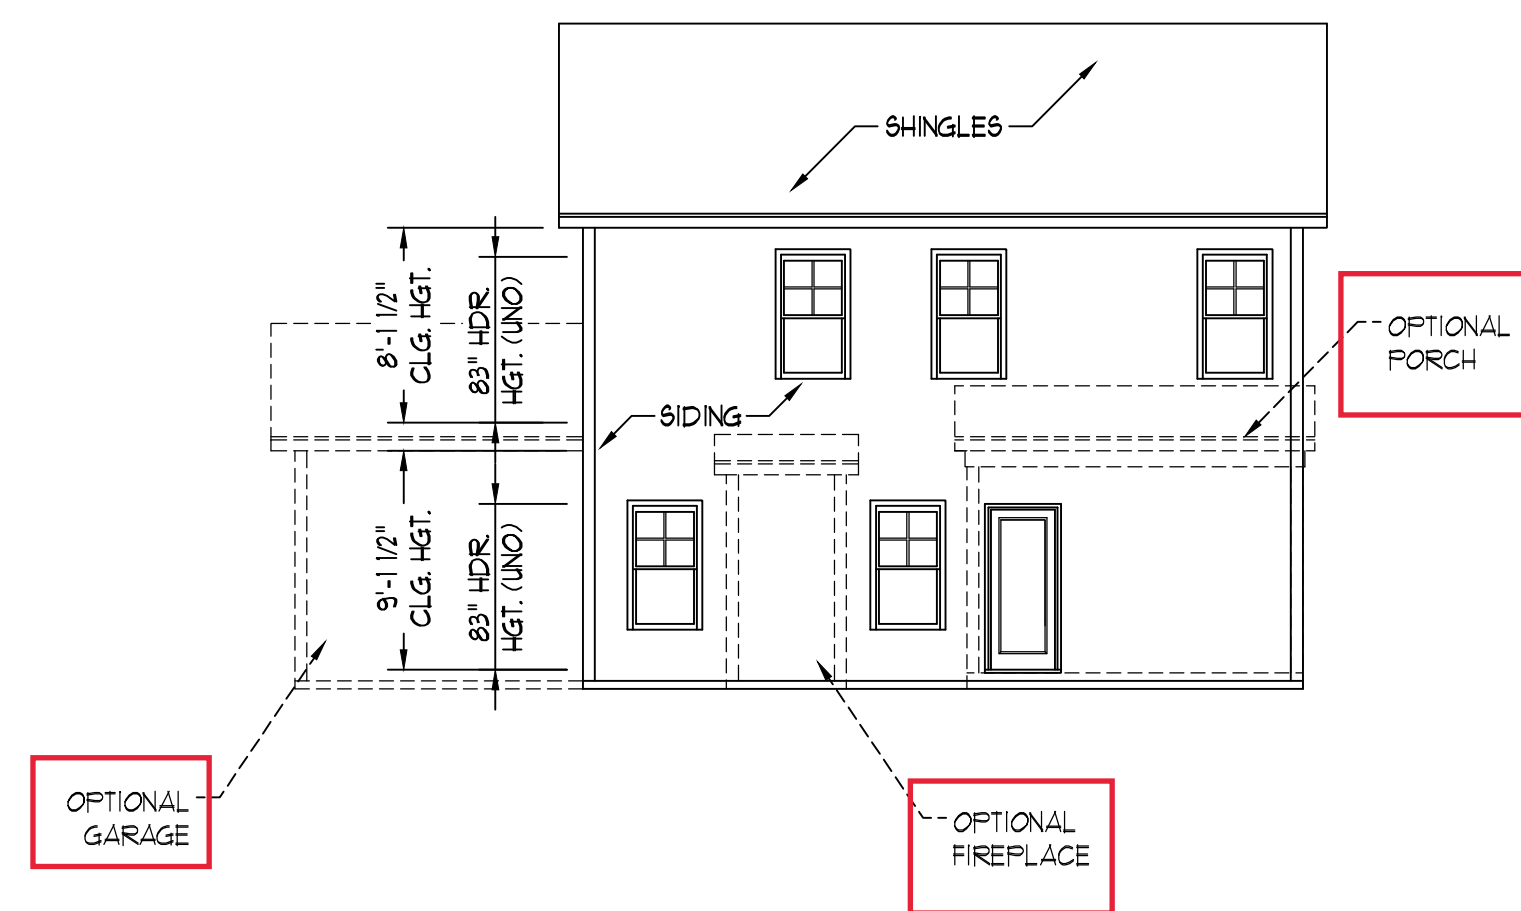 SHINGLES
8'-1 1/2"
CLG. HGT.
83" HDR.
HGT. (UNO)
OPTIONAL
PORCH
SIDING
9'-1 1/2"
CLG. HGT.
83" HDR.
HGT. (UNO)
OPTIONAL
GARAGE
OPTIONAL
FIREPLACE